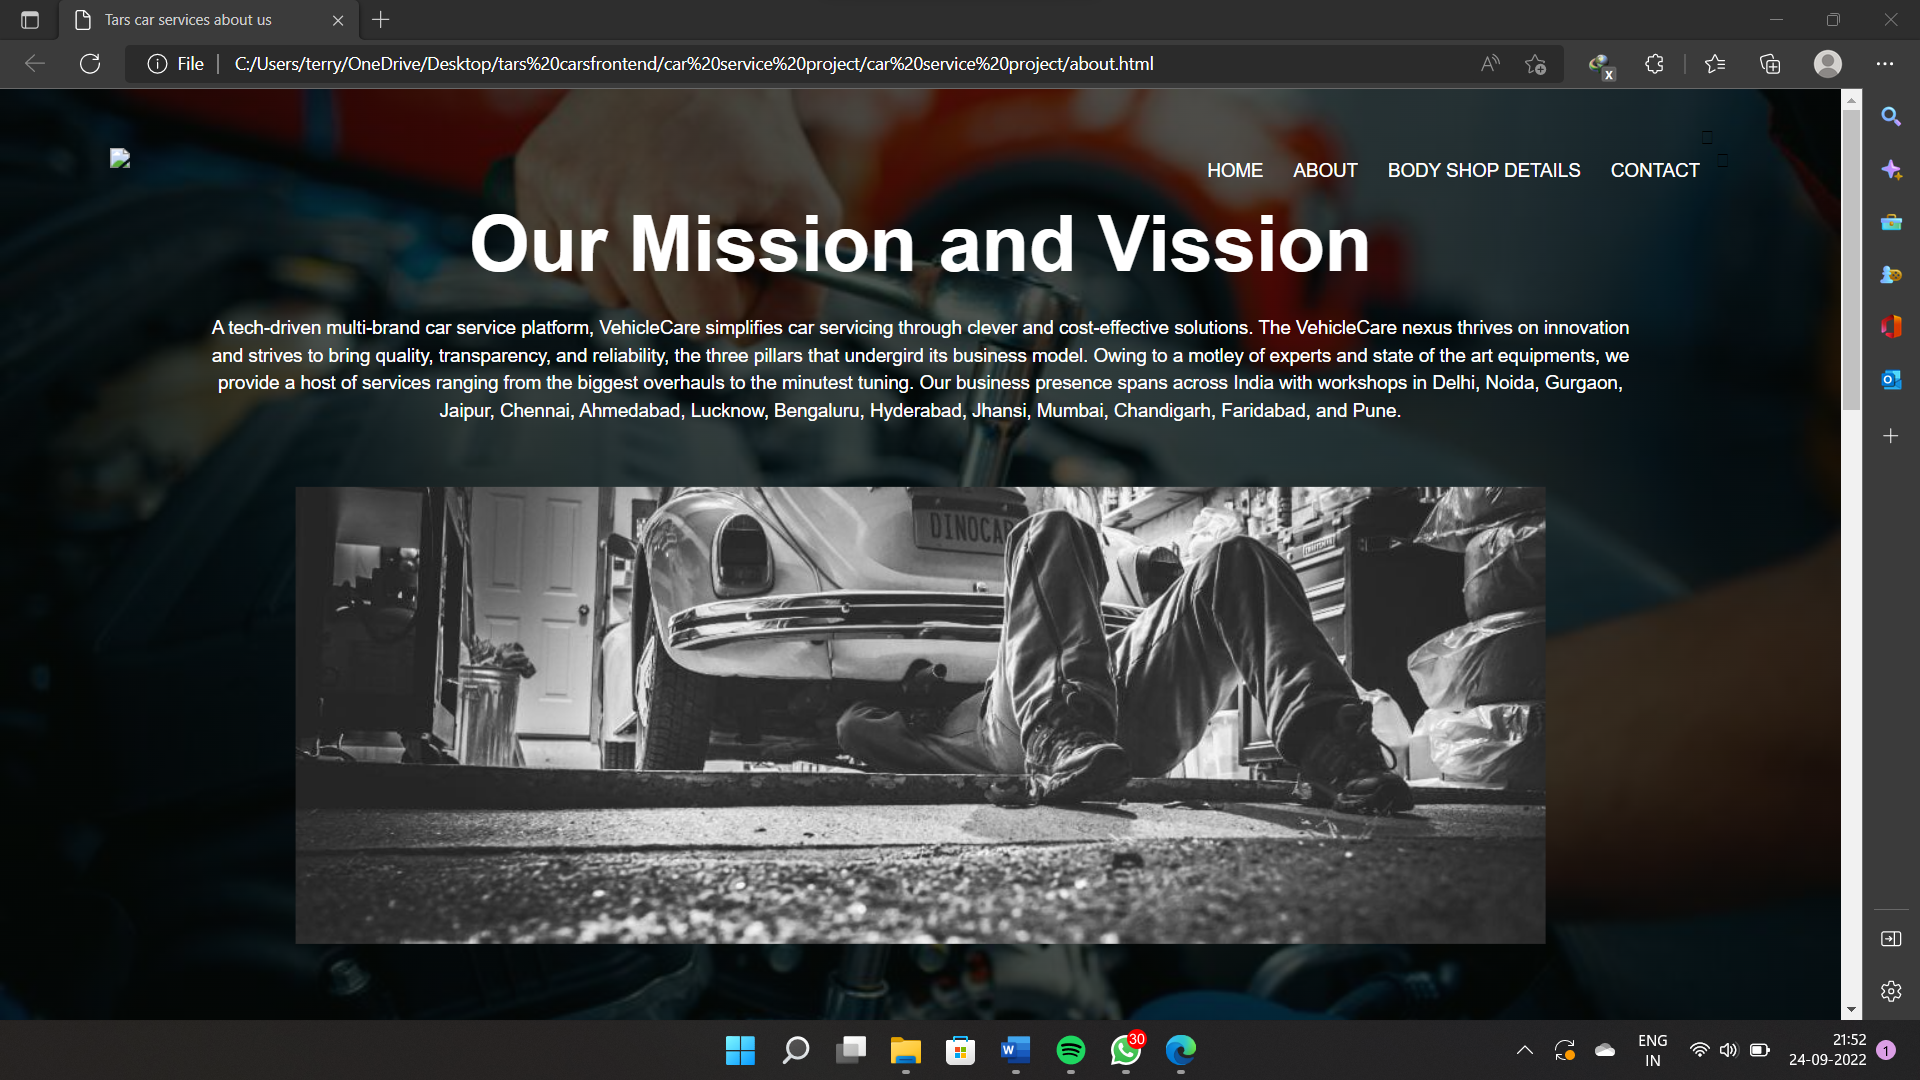 Tars car services about us
File
C:/Users/terry/OneDrive/Desktop/tars%20carsfrontend/car%20service%20project/car%20service%20project/about.html
HOME ABOUT BODY SHOP DETAILS CONTACT
Our Mission and Vission
A tech-driven multi-brand car service platform, VehicleCare simplifies car servicing through clever and cost-effective solutions. The VehicleCare nexus thrives on innovation
and strives to bring quality, transparency, and reliability, the three pillars that undergird its business model. Owing to a motley of experts and state of the art equipments, we
provide a host of services ranging from the biggest overhauls to the minutest tuning. Our business presence spans across India with workshops in Delhi, Noida, Gurgaon,
Jaipur, Chennai, Ahmedabad, Lucknow, Bengaluru, Hyderabad, Jhansi, Mumbai, Chandigarh, Faridabad, and Pune.
DINOCAR
30
ENG
IN
21:52
24-09-2022
1